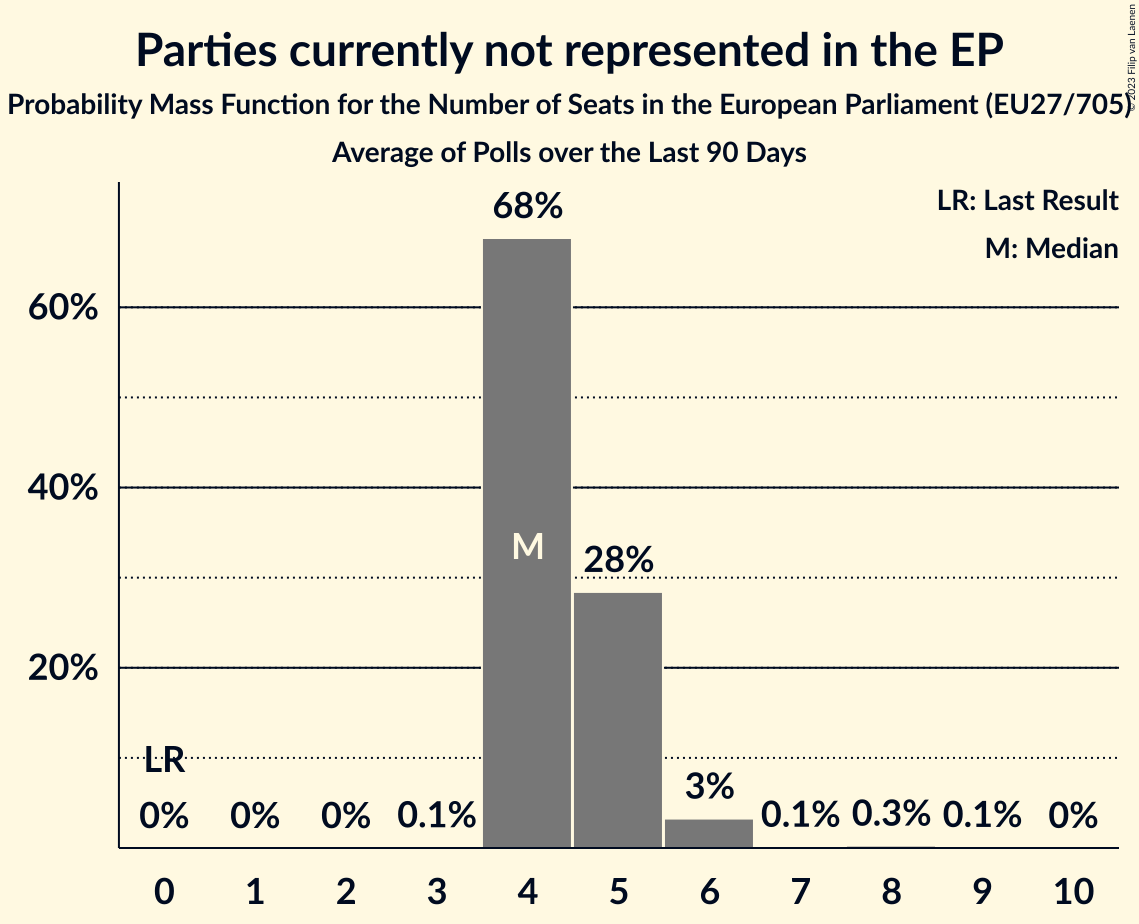 Parties currently not represented in the EP
Probability Mass Function for the Number of Seats in the European Parliament (EU27/705)
Average of Polls over the Last 90 Days
© 2023 Filip van Laenen
LR: Last Result
M: Median
68%
60%
40%
M
28%
20%
LR
3%
0% 0% 0% 0.1% 0.1% 0.3% 0.1% 0%
0 1 2 3 4 5 6 7 8 9 10